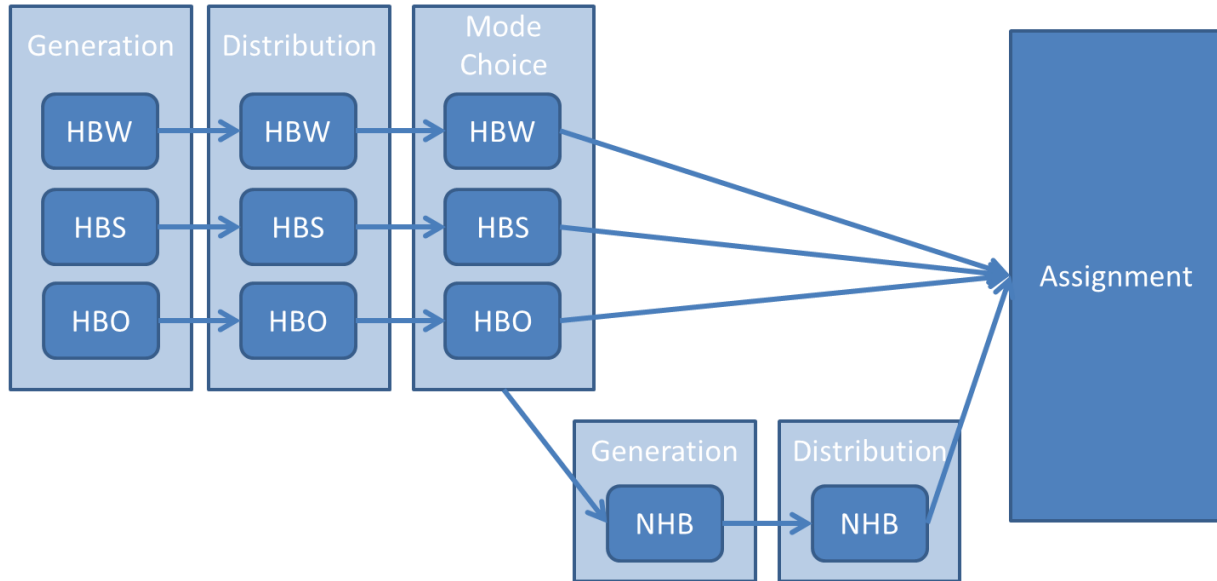 Generation
HBW
HBS
HBO
Distribution
HBW
HBS
HBO
Mode
Choice
HBW
HBS
HBO
Generation
NHB
Distribution
NHB
Assignment